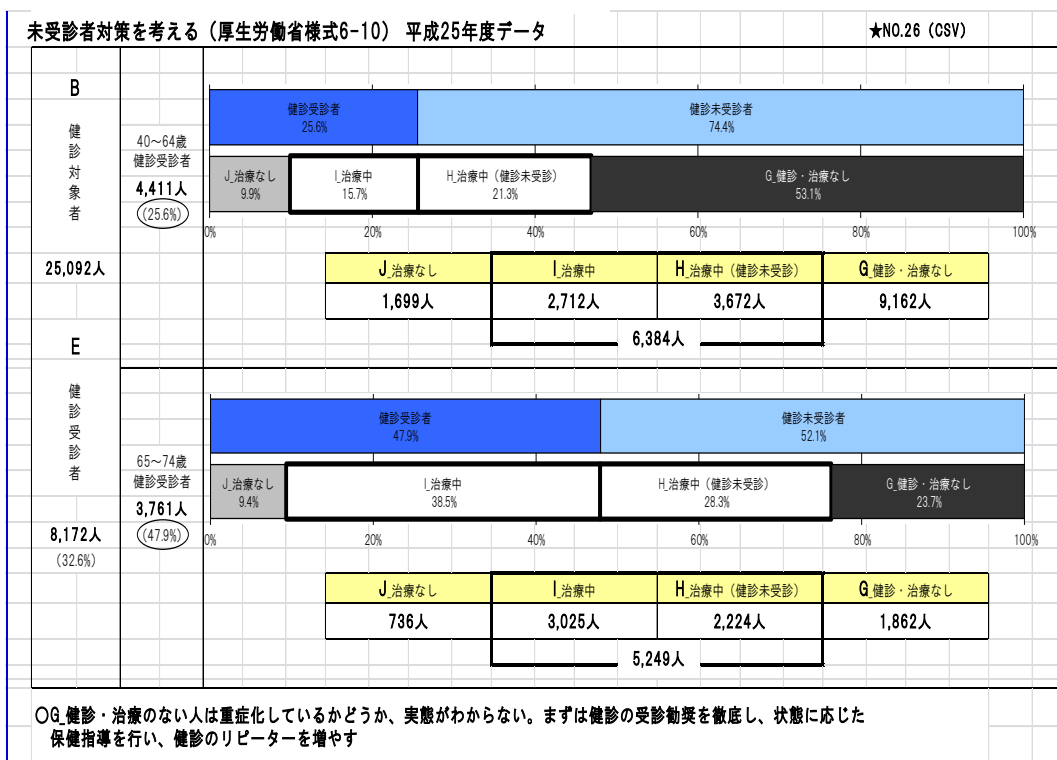 未受診者対策を考える（厚生労働省様式6-10） 平成25年度データ
★NO.26（CSV）
B
健診対象者
25,092人
E
健診受診者
8,172人
(32.6%)
40～64歳
健診受診者
4,411人
(25.6%)
健診受診者
25.6%
健診未受診者
74.4%
J_治療なし
9.9%
I_治療中
15.7%
H_治療中（健診未受診）
21.3%
G_健診・治療なし
53.1%
0% 20% 40% 60% 80% 100%
J_治療なし I_治療中 H_治療中（健診未受診） G_健診・治療なし
1,699人 2,712人 3,672人 9,162人
6,384人
65～74歳
健診受診者
3,761人
(47.9%)
健診受診者
47.9%
健診未受診者
52.1%
J_治療なし
9.4%
I_治療中
38.5%
H_治療中（健診未受診）
28.3%
G_健診・治療なし
23.7%
0% 20% 40% 60% 80% 100%
J_治療なし I_治療中 H_治療中（健診未受診） G_健診・治療なし
736人 3,025人 2,224人 1,862人
5,249人
○G_健診・治療のない人は重症化しているかどうか、実態がわからない。まずは健診の受診勧奨を徹底し、状態に応じた
保健指導を行い、健診のリピーターを増やす